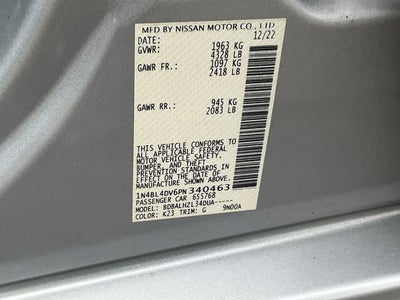 MFD BY NISSAN MOTOR CO., LTD
DATE: 12/22
GVWR: 1963 KG
4328 LB
GAWR FR.: 1097 KG
2418 LB
GAWR RR.: 945 KG
2083 LB
THIS VEHICLE CONFORMS TO
ALL APPLICABLE FEDERAL
MOTOR VEHICLE SAFETY,
BUMPER AND THEFT
PREVENTION STANDARDS
IN EFFECT ON THE DATE OF
MANUFACTURE SHOWN ABOVE.
1N4BL4DV6PN340463
PASSENGER CAR 655768
MODEL: BDBALHZL34DUA-----
COLOR: K23 TRIM: G 9N00A